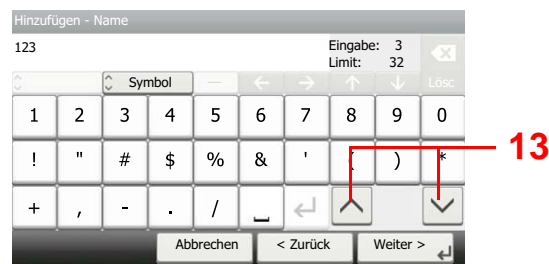 Hinzufügen - Name
123
Eingabe: 3
Limit: 32
Symbol
Lösc
1 2 3 4 5 6 7 8 9 0
! " # $ % & ' ( ) *
+ , - . / _
13
Abbrechen < Zurück Weiter >